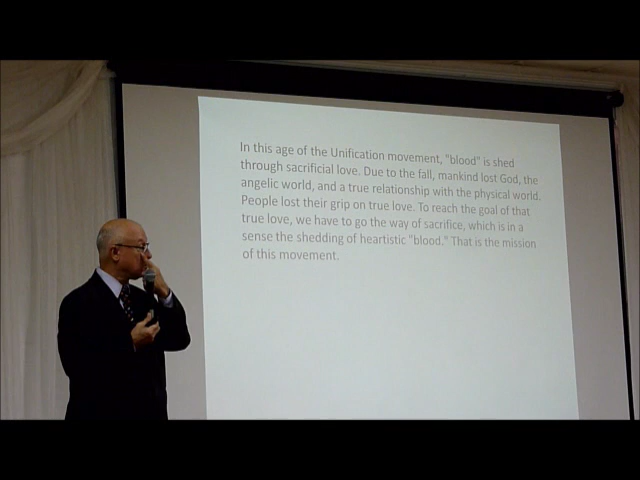 In this age of the Unification movement, "blood" is shed
through sacrificial love. Due to the fall, mankind lost God, the
angelic world, and a true relationship with the physical world.
People lost their grip on true love. To reach the goal of that
true love, we have to go the way of sacrifice, which is in a
sense the shedding of heartistic "blood." That is the mission
of this movement.